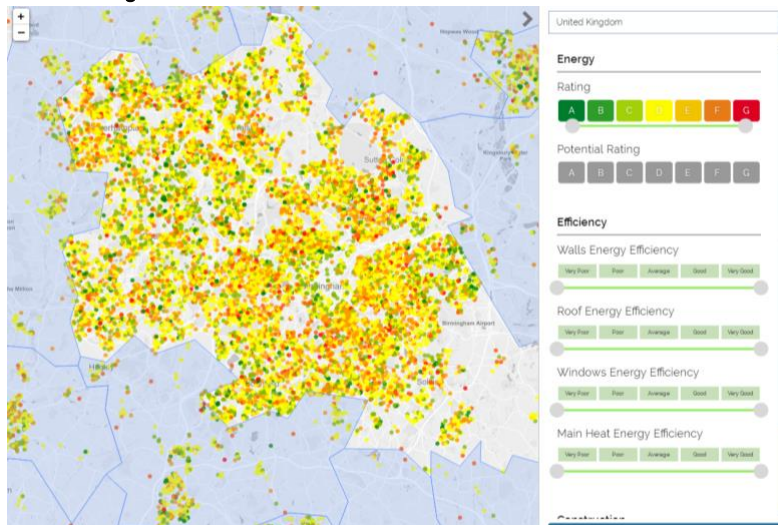 +
−
United Kingdom
Energy
Rating
A B C D E F G
Potential Rating
A B C D E F G
Efficiency
Walls Energy Efficiency
Very Poor Poor Average Good Very Good
Roof Energy Efficiency
Very Poor Poor Average Good Very Good
Windows Energy Efficiency
Very Poor Poor Average Good Very Good
Main Heat Energy Efficiency
Very Poor Poor Average Good Very Good
Birmingham Airport